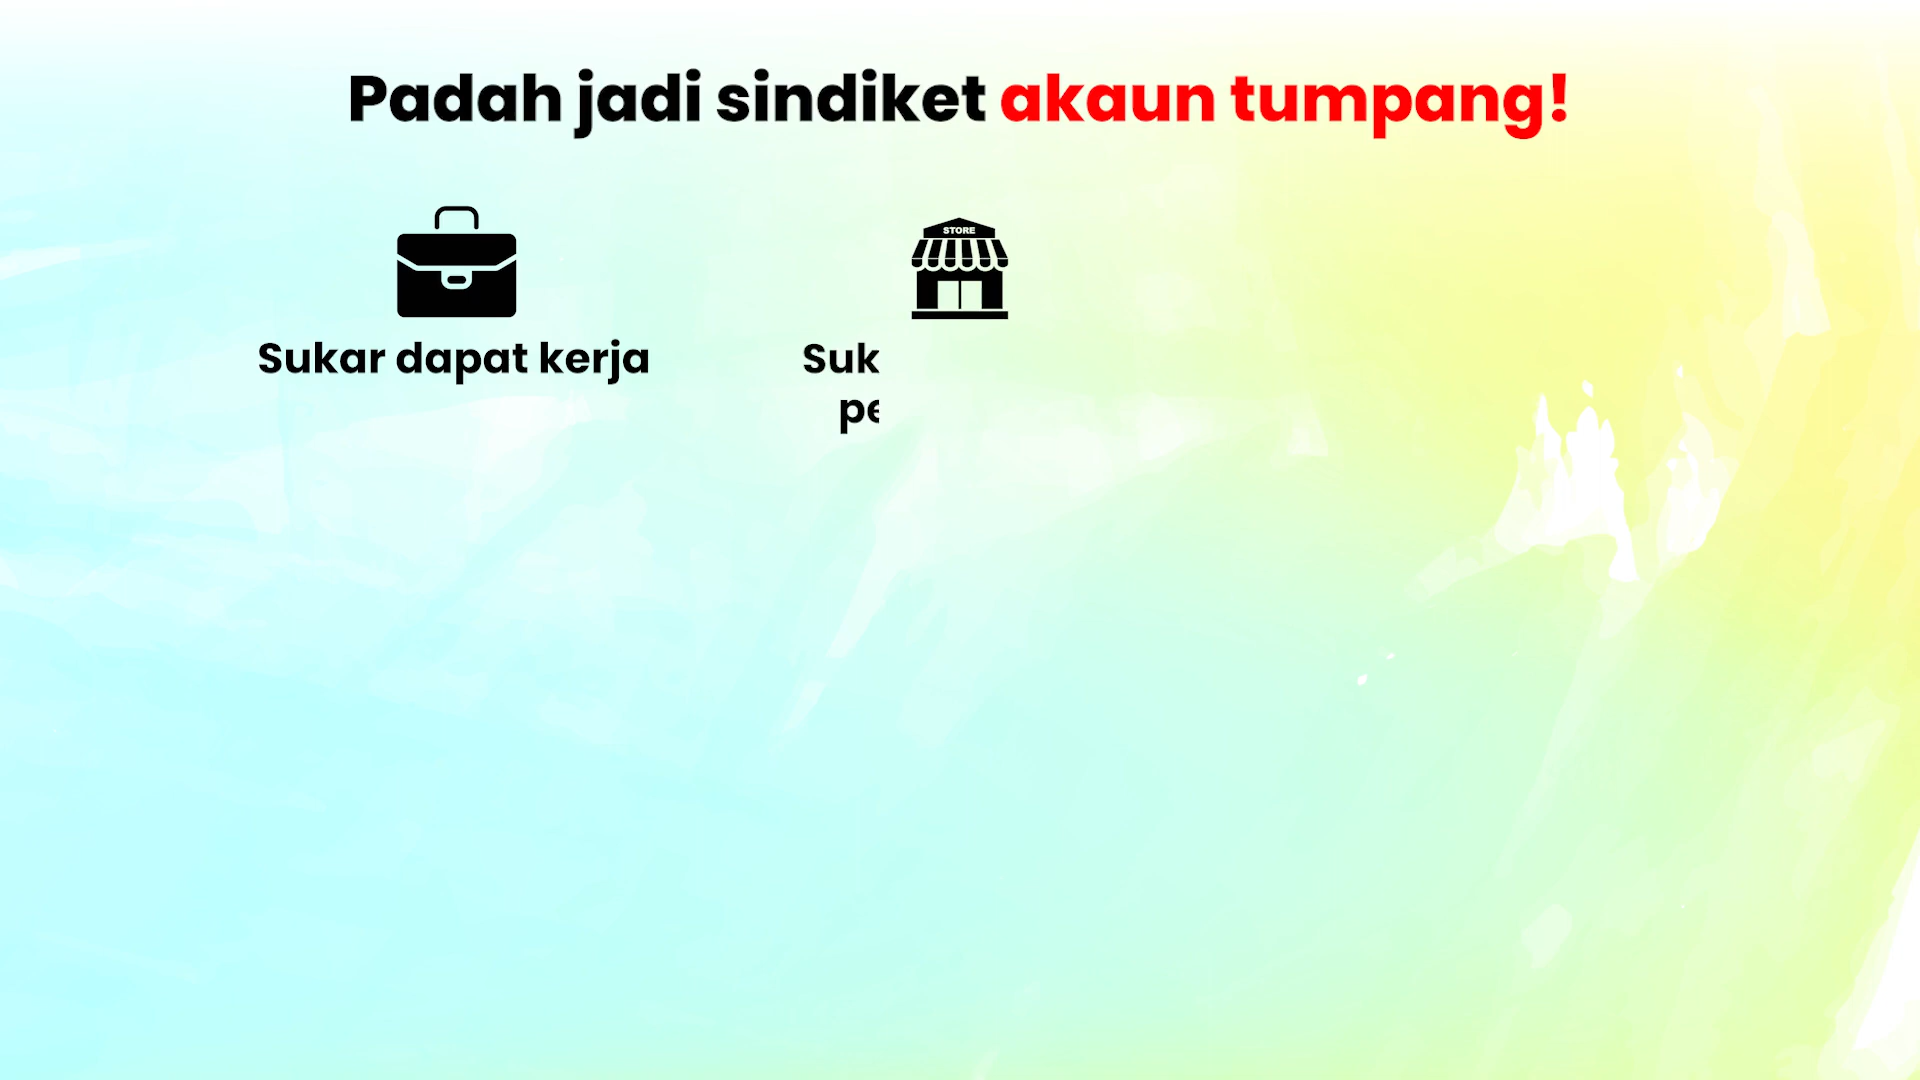 Padah jadi sindiket akaun tumpang!
STORE
Sukar dapat kerja
Suk
pe